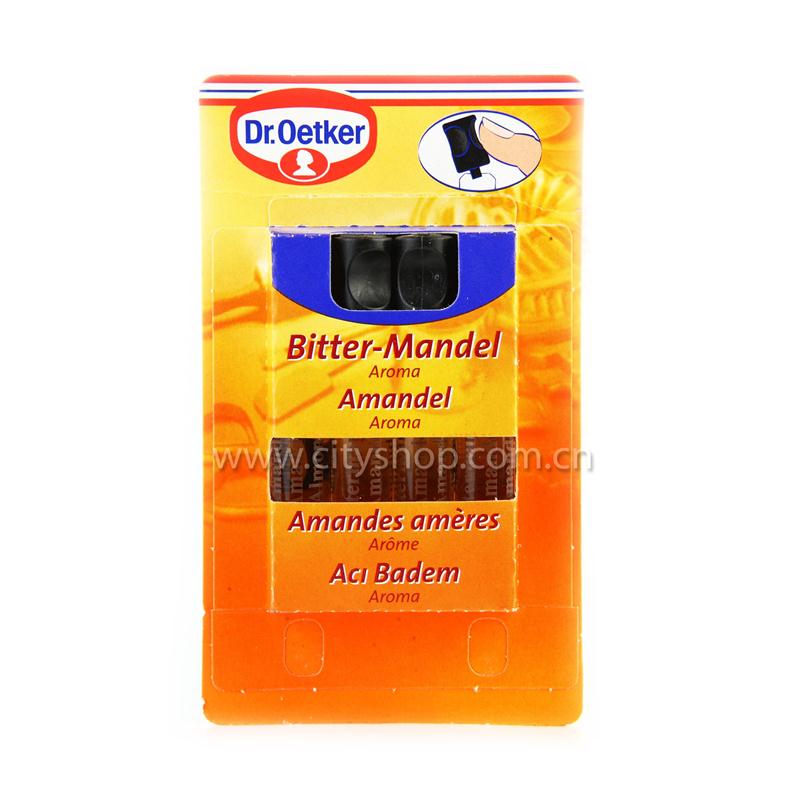 Dr.Oetker
Bitter-Mandel
Aroma
Amandel
Aroma
www.cityshop.com.cn
Amandes amères
Arôme
Acı Badem
Aroma